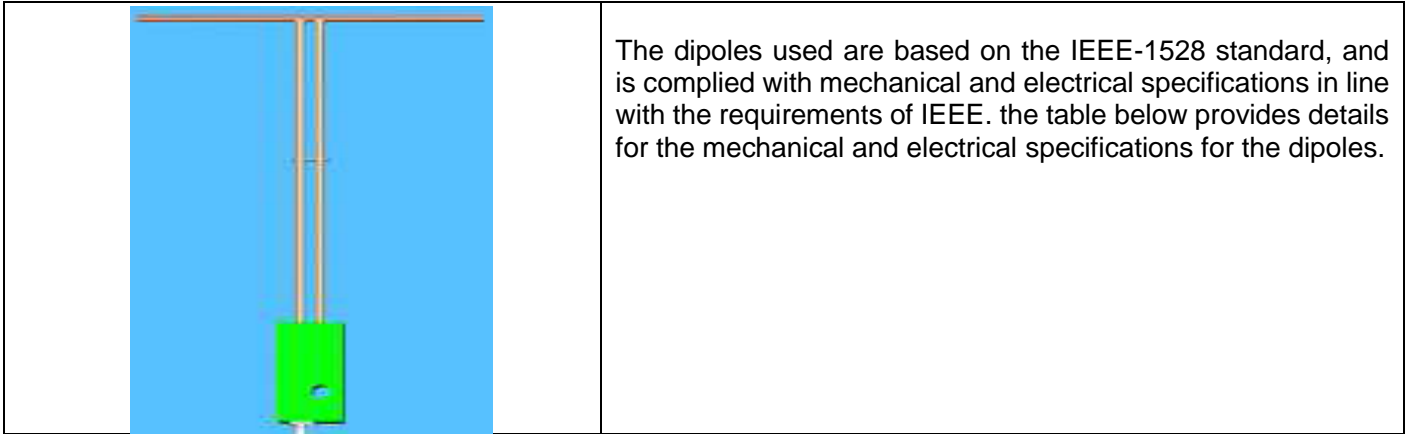 The dipoles used are based on the IEEE-1528 standard, and
is complied with mechanical and electrical specifications in line
with the requirements of IEEE. the table below provides details
for the mechanical and electrical specifications for the dipoles.